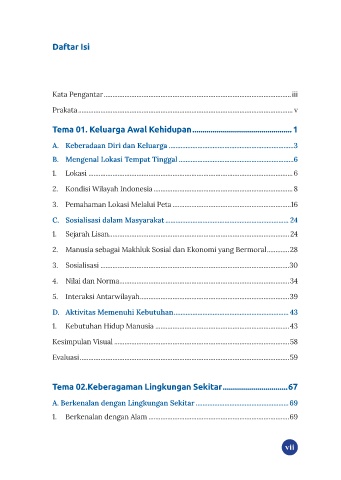 Daftar Isi
Kata Pengantar iii
Prakata v
Tema 01. Keluarga Awal Kehidupan 1
A. Keberadaan Diri dan Keluarga 3
B. Mengenal Lokasi Tempat Tinggal 6
1. Lokasi 6
2. Kondisi Wilayah Indonesia 8
3. Pemahaman Lokasi Melalui Peta 16
C. Sosialisasi dalam Masyarakat 24
1. Sejarah Lisan 24
2. Manusia sebagai Makhluk Sosial dan Ekonomi yang Bermoral 28
3. Sosialisasi 30
4. Nilai dan Norma 34
5. Interaksi Antarwilayah 39
D. Aktivitas Memenuhi Kebutuhan 43
1. Kebutuhan Hidup Manusia 43
Kesimpulan Visual 58
Evaluasi 59
Tema 02.Keberagaman Lingkungan Sekitar 67
A. Berkenalan dengan Lingkungan Sekitar 69
1. Berkenalan dengan Alam 69
vii